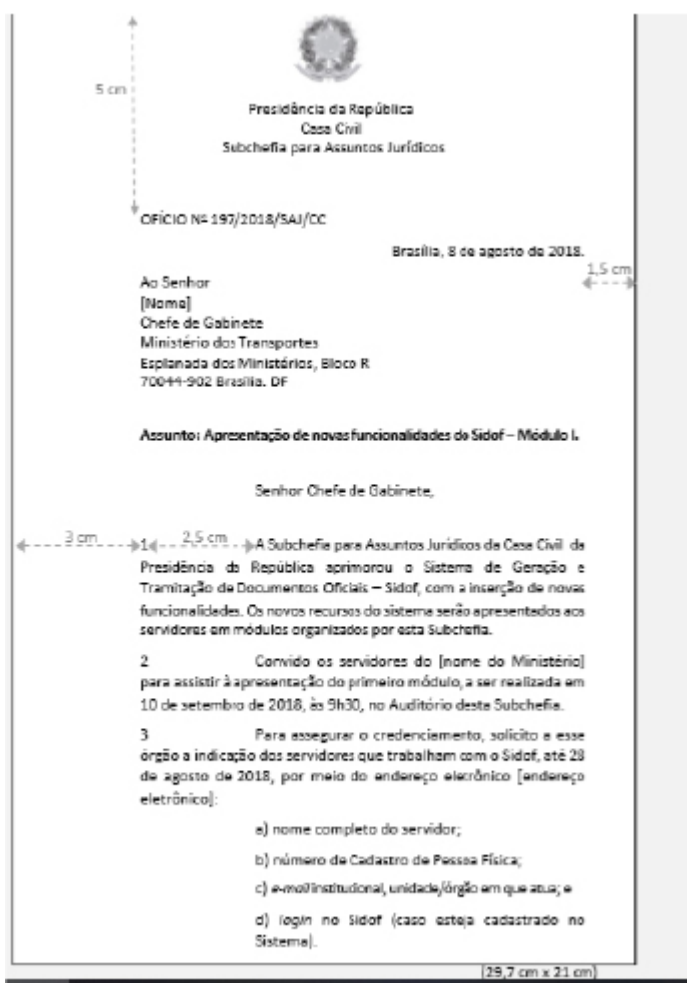 5 cm
Presidência da República
Casa Civil
Subchefia para Assuntos Jurídicos
OFÍCIO Nº 197/2018/SAJ/CC
Brasília, 8 de agosto de 2018.
1,5 cm
Ao Senhor
[Nome]
Chefe de Gabinete
Ministério dos Transportes
Esplanada dos Ministérios, Bloco R
70044-902 Brasília. DF
Assunto: Apresentação de novas funcionalidades do Sidof – Módulo I.
Senhor Chefe de Gabinete,
3 cm
1 2,5 cm A Subchefia para Assuntos Jurídicos da Casa Civil da
Presidência da República aprimorou o Sistema de Geração e
Tramitação de Documentos Oficiais – Sidof, com a inserção de novas
funcionalidades. Os novos recursos do sistema serão apresentados aos
servidores em módulos organizados por esta Subchefia.
2 Convido os servidores do [nome do Ministério]
para assistir à apresentação do primeiro módulo, a ser realizada em
10 de setembro de 2018, às 9h30, no Auditório desta Subchefia.
3 Para assegurar o credenciamento, solicito a esse
órgão a indicação dos servidores que trabalham com o Sidof, até 28
de agosto de 2018, por meio do endereço eletrônico [endereço
eletrônico]:
a) nome completo do servidor;
b) número de Cadastro de Pessoa Física;
c) e-mail institucional, unidade/órgão em que atua; e
d) login no Sidof (caso esteja cadastrado no
Sistema).
(29,7 cm x 21 cm)